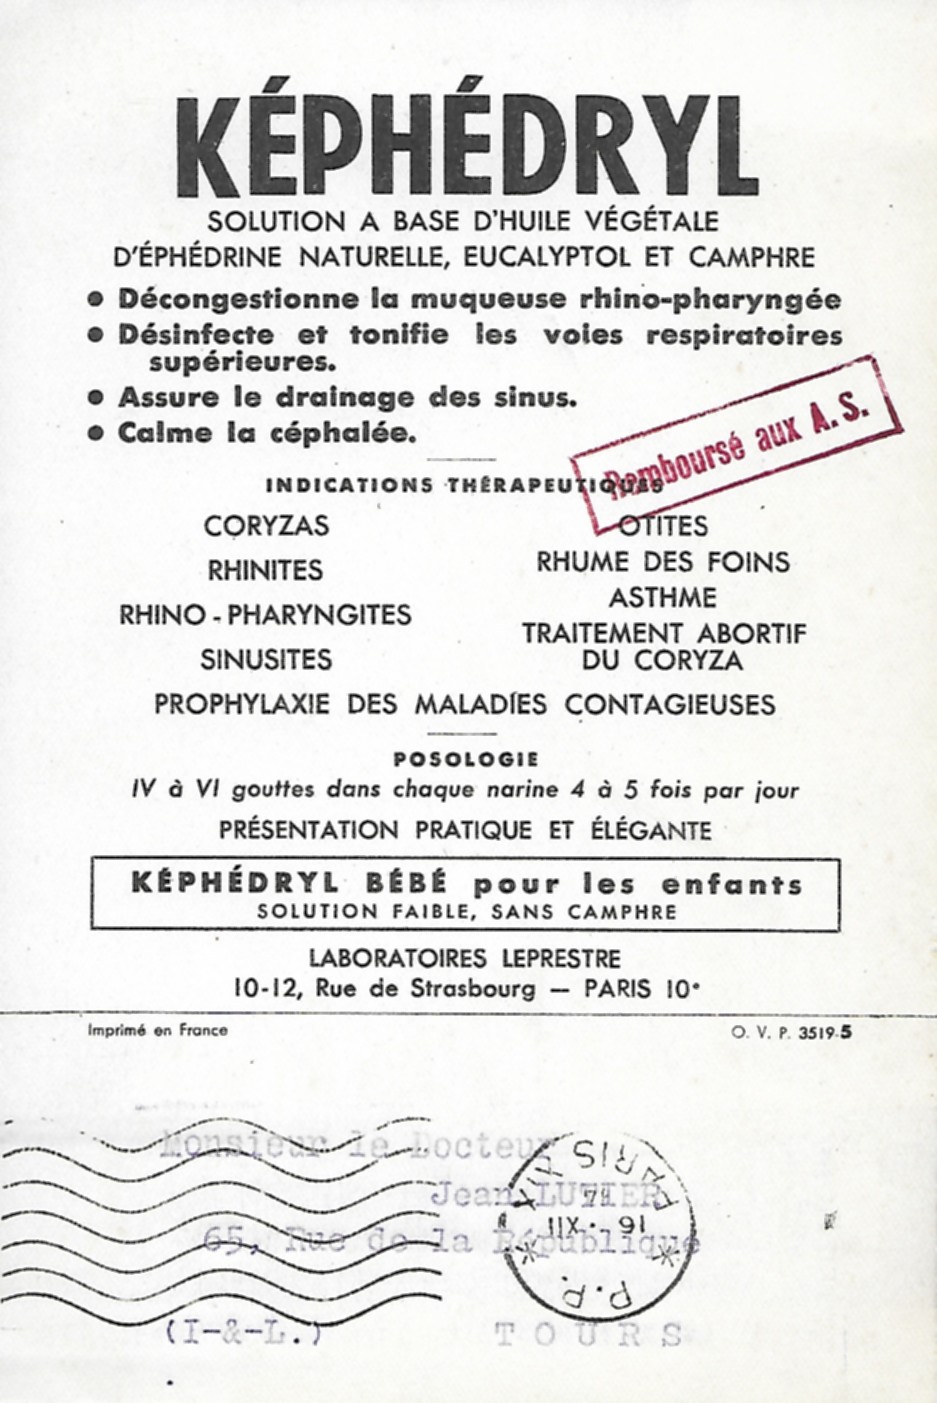 KÉPHÉDRYL
SOLUTION A BASE D'HUILE VÉGÉTALE
D'ÉPHÉDRINE NATURELLE, EUCALYPTOL ET CAMPHRE
• Décongestionne la muqueuse rhino-pharyngée
• Désinfecte et tonifie les voies respiratoires
supérieures.
• Assure le drainage des sinus.
• Calme la céphalée.
Remboursé aux A.S.
INDICATIONS THÉRAPEUTIQUES
CORYZAS
RHINITES
RHINO-PHARYNGITES
SINUSITES
OTITES
RHUME DES FOINS
ASTHME
TRAITEMENT ABORTIF
DU CORYZA
PROPHYLAXIE DES MALADIES CONTAGIEUSES
POSOLOGIE
IV à VI gouttes dans chaque narine 4 à 5 fois par jour
PRÉSENTATION PRATIQUE ET ÉLÉGANTE
KÉPHÉDRYL BÉBÉ pour les enfants
SOLUTION FAIBLE, SANS CAMPHRE
LABORATOIRES LEPRESTRE
10-12, Rue de Strasbourg — PARIS 10e
Imprimé en France
O. V. P. 3519.5
Monsieur le Docteur
Jean LUZIER
65, Rue de la République
(I-&-L.) TOURS
PARIS
16 XII
P.P.